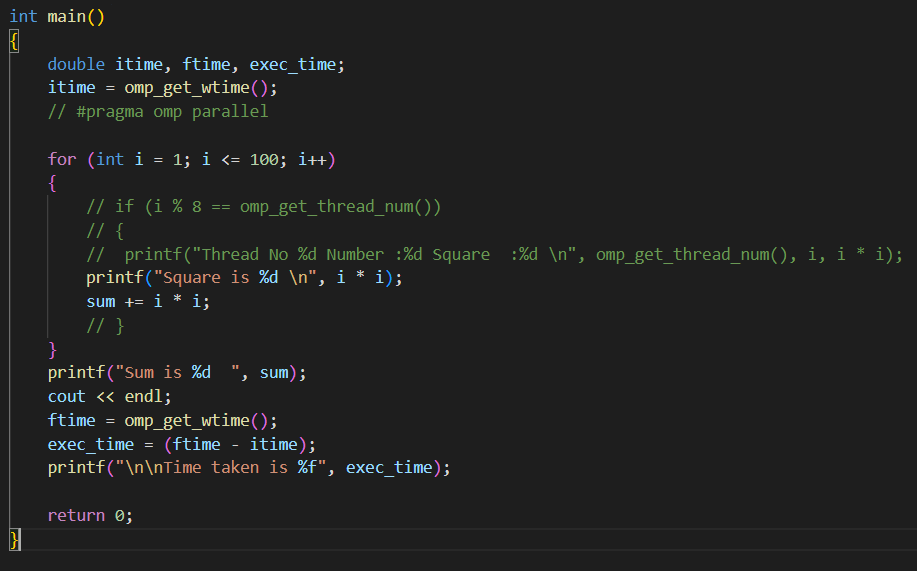 int main()
{
    double itime, ftime, exec_time;
    itime = omp_get_wtime();
    // #pragma omp parallel

    for (int i = 1; i <= 100; i++)
    {
        // if (i % 8 == omp_get_thread_num())
        // {
        //  printf("Thread No %d Number :%d Square  :%d \n", omp_get_thread_num(), i, i * i);
        printf("Square is %d \n", i * i);
        sum += i * i;
        // }
    }
    printf("Sum is %d  ", sum);
    cout << endl;
    ftime = omp_get_wtime();
    exec_time = (ftime - itime);
    printf("\n\nTime taken is %f", exec_time);

    return 0;
}